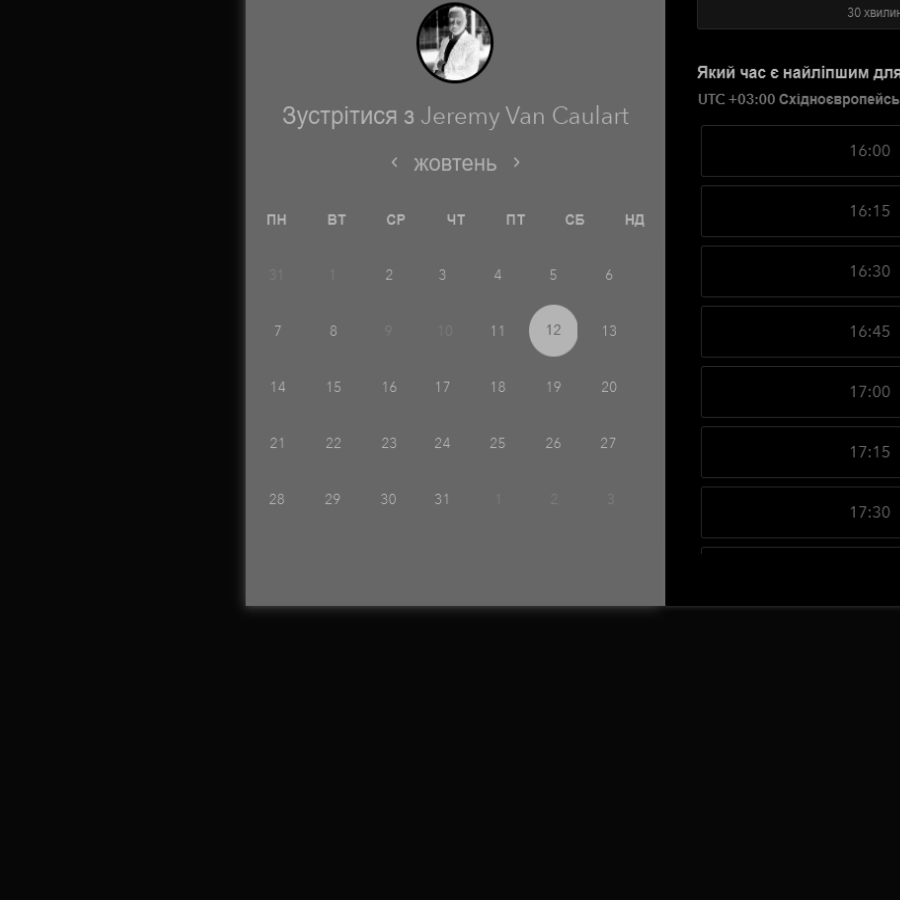 Зустрітися з Jeremy Van Caulart
‹ жовтень ›
ПН ВТ СР ЧТ ПТ СБ НД
31 1 2 3 4 5 6
7 8 9 10 11 12 13
14 15 16 17 18 19 20
21 22 23 24 25 26 27
28 29 30 31 1 2 3
30 хвилин
Який час є найліпшим для
UTC +03:00 Східноєвропейсь
16:00
16:15
16:30
16:45
17:00
17:15
17:30